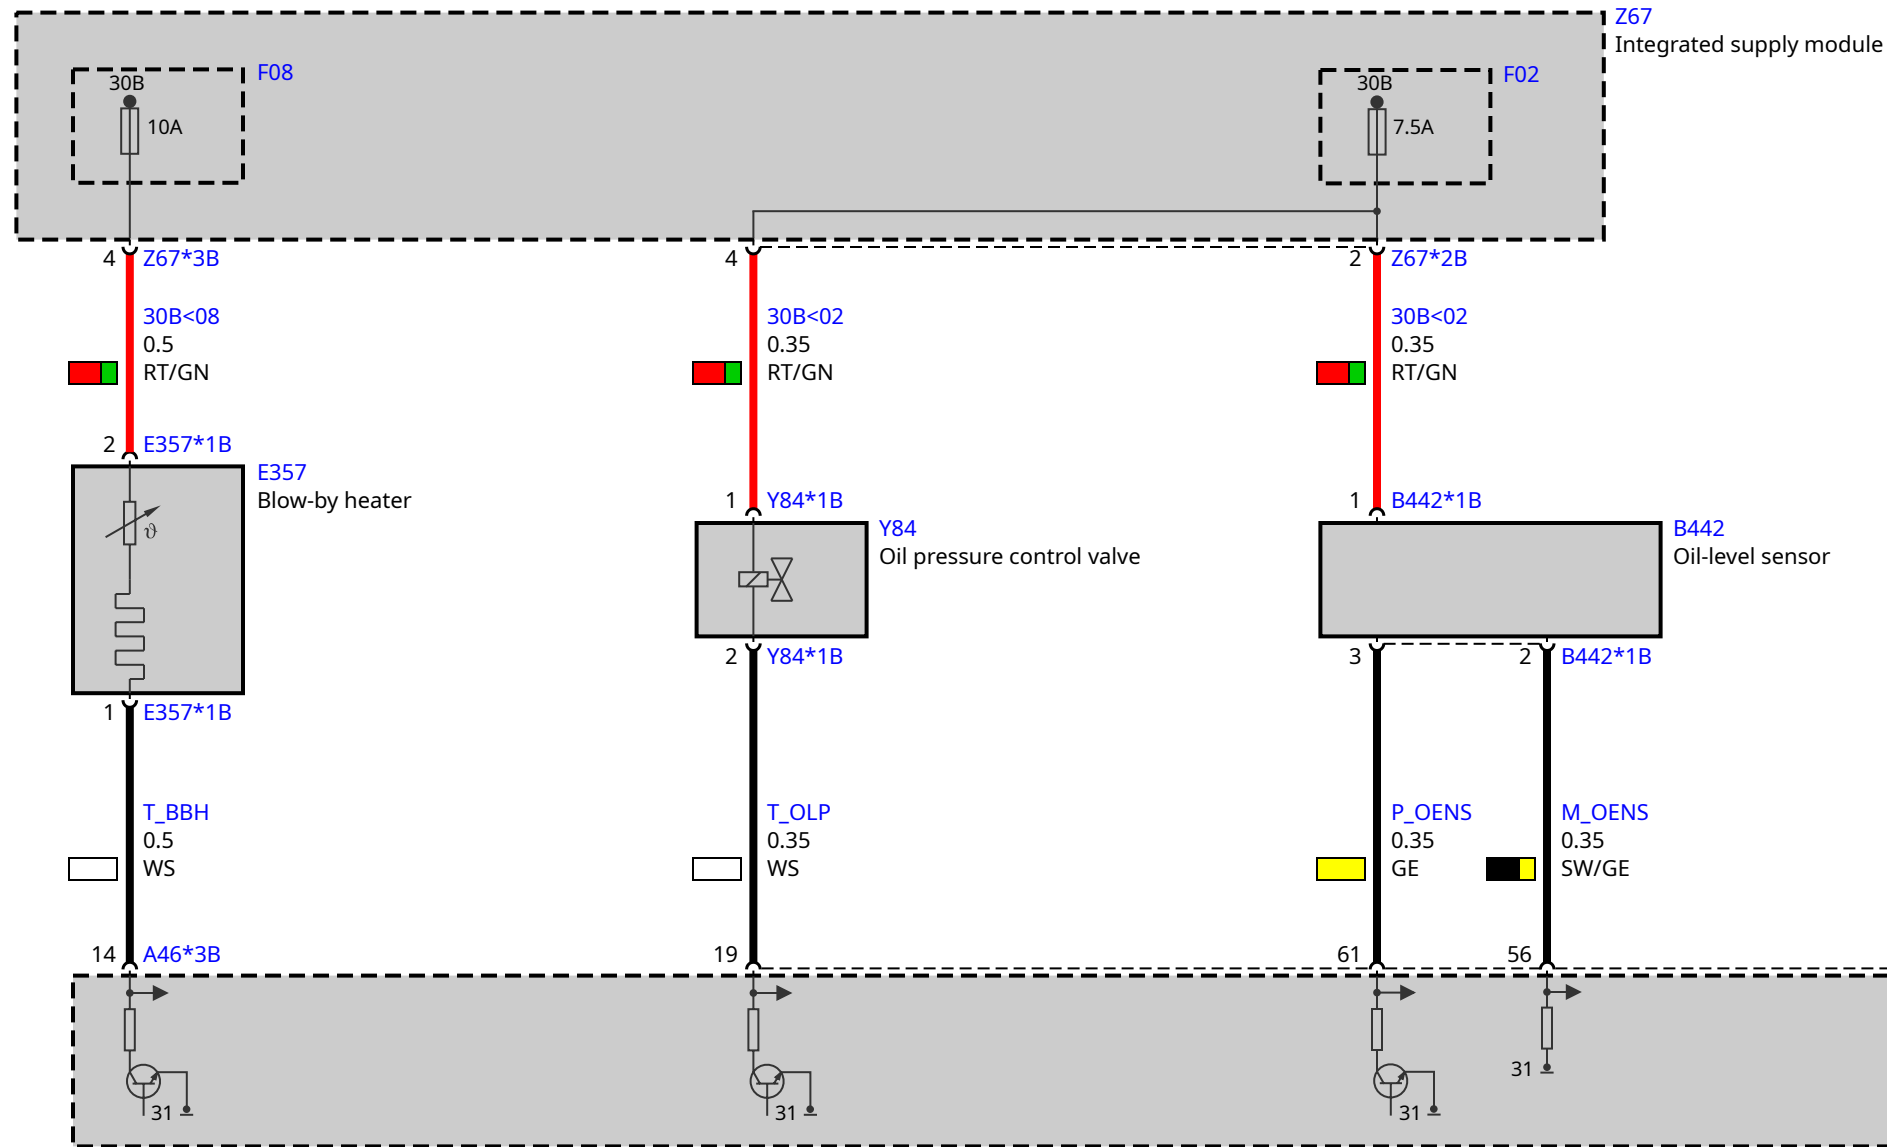 Z67
Integrated supply module
F08
30B
10A
F02
30B
7.5A
4 Z67*3B
4
2 Z67*2B
30B<08
0.5
RT/GN
30B<02
0.35
RT/GN
30B<02
0.35
RT/GN
2 E357*1B
E357
Blow-by heater
ϑ
1 E357*1B
1 Y84*1B
Y84
Oil pressure control valve
2 Y84*1B
1 B442*1B
B442
Oil-level sensor
3
2 B442*1B
T_BBH
0.5
WS
T_OLP
0.35
WS
P_OENS
0.35
GE
M_OENS
0.35
SW/GE
14 A46*3B
19
61
56
31
31
31
31